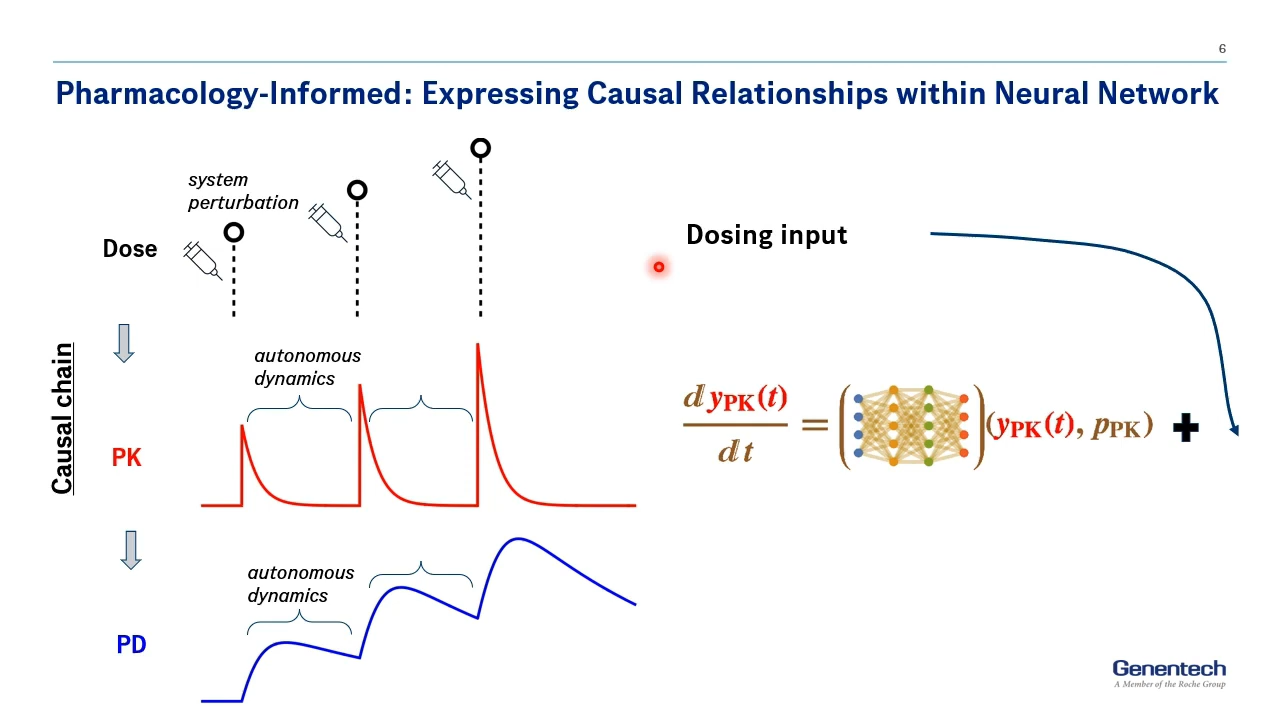 6
Pharmacology-Informed: Expressing Causal Relationships within Neural Network
system
perturbation
Dose
Dosing input
Causal chain
autonomous
dynamics
PK
d yPK(t)
dt
= ( )(yPK(t), pPK) +
autonomous
dynamics
PD
Genentech
A Member of the Roche Group